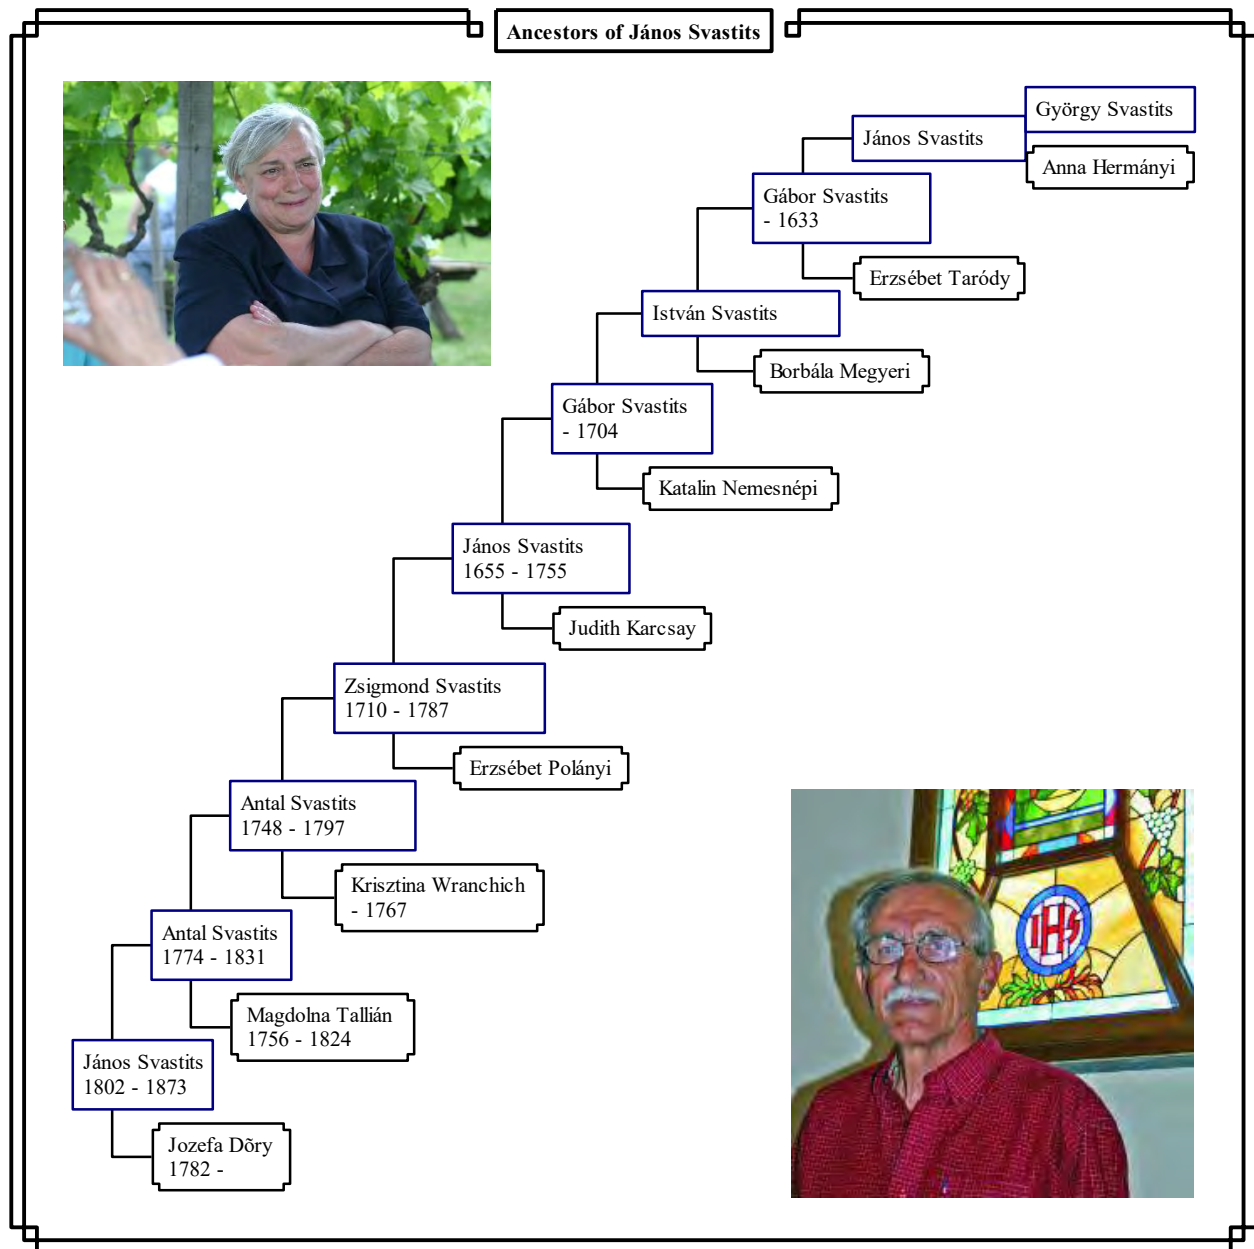 Ancestors of János Svastits
György Svastits
János Svastits
Anna Hermányi
Gábor Svastits
- 1633
Erzsébet Taródy
István Svastits
Borbála Megyeri
Gábor Svastits
- 1704
Katalin Nemesnépi
János Svastits
1655 - 1755
Judith Karcsay
Zsigmond Svastits
1710 - 1787
Erzsébet Polányi
Antal Svastits
1748 - 1797
Krisztina Wranchich
- 1767
Antal Svastits
1774 - 1831
Magdolna Tallián
1756 - 1824
János Svastits
1802 - 1873
Jozefa Dõry
1782 -
IHS